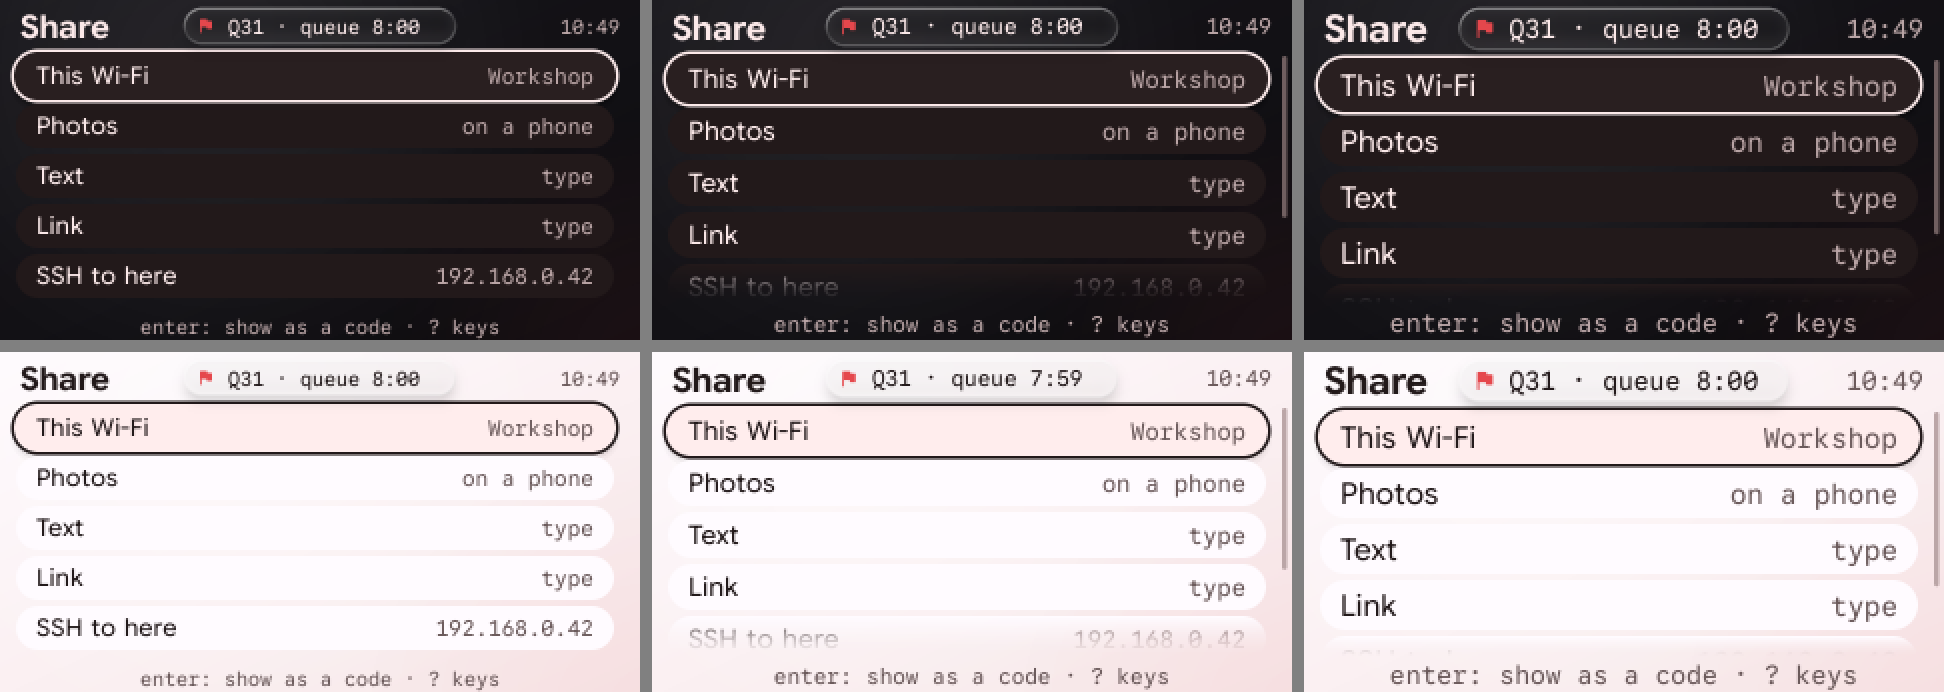 Share Q31 · queue 8:00 10:49
This Wi-Fi Workshop
Photos on a phone
Text type
Link type
SSH to here 192.168.0.42
enter: show as a code · ? keys
Share Q31 · queue 8:00 10:49
This Wi-Fi Workshop
Photos on a phone
Text type
Link type
SSH to here 192.168.0.42
enter: show as a code · ? keys
Share Q31 · queue 8:00 10:49
This Wi-Fi Workshop
Photos on a phone
Text type
Link type
enter: show as a code · ? keys
Share Q31 · queue 8:00 10:49
This Wi-Fi Workshop
Photos on a phone
Text type
Link type
SSH to here 192.168.0.42
enter: show as a code · ? keys
Share Q31 · queue 7:59 10:49
This Wi-Fi Workshop
Photos on a phone
Text type
Link type
SSH to here 192.168.0.42
enter: show as a code · ? keys
Share Q31 · queue 8:00 10:49
This Wi-Fi Workshop
Photos on a phone
Text type
Link type
enter: show as a code · ? keys